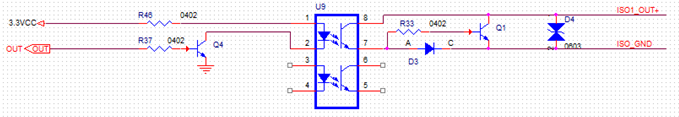 U9
3.3VCC
R46
0402
1
8
ISO1_OUT+
OUT
OUT
R37
0402
Q4
2
7
R33
0402
Q1
A
C
D3
D4
0603
ISO_GND
3
6
4
5